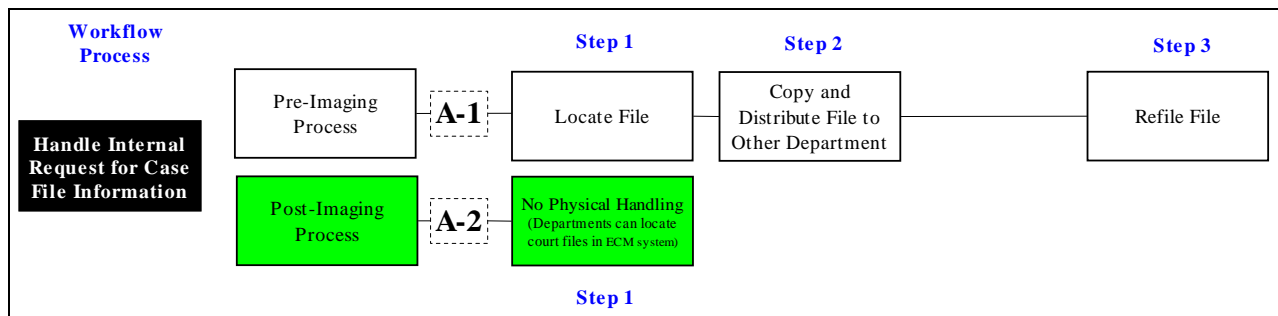 Workflow
Process
Step 1
Step 2
Step 3
Handle Internal
Request for Case
File Information
Pre-Imaging
Process
A-1
Locate File
Copy and
Distribute File to
Other Department
Refile File
Post-Imaging
Process
A-2
No Physical Handling
(Departments can locate
court files in ECM system)
Step 1